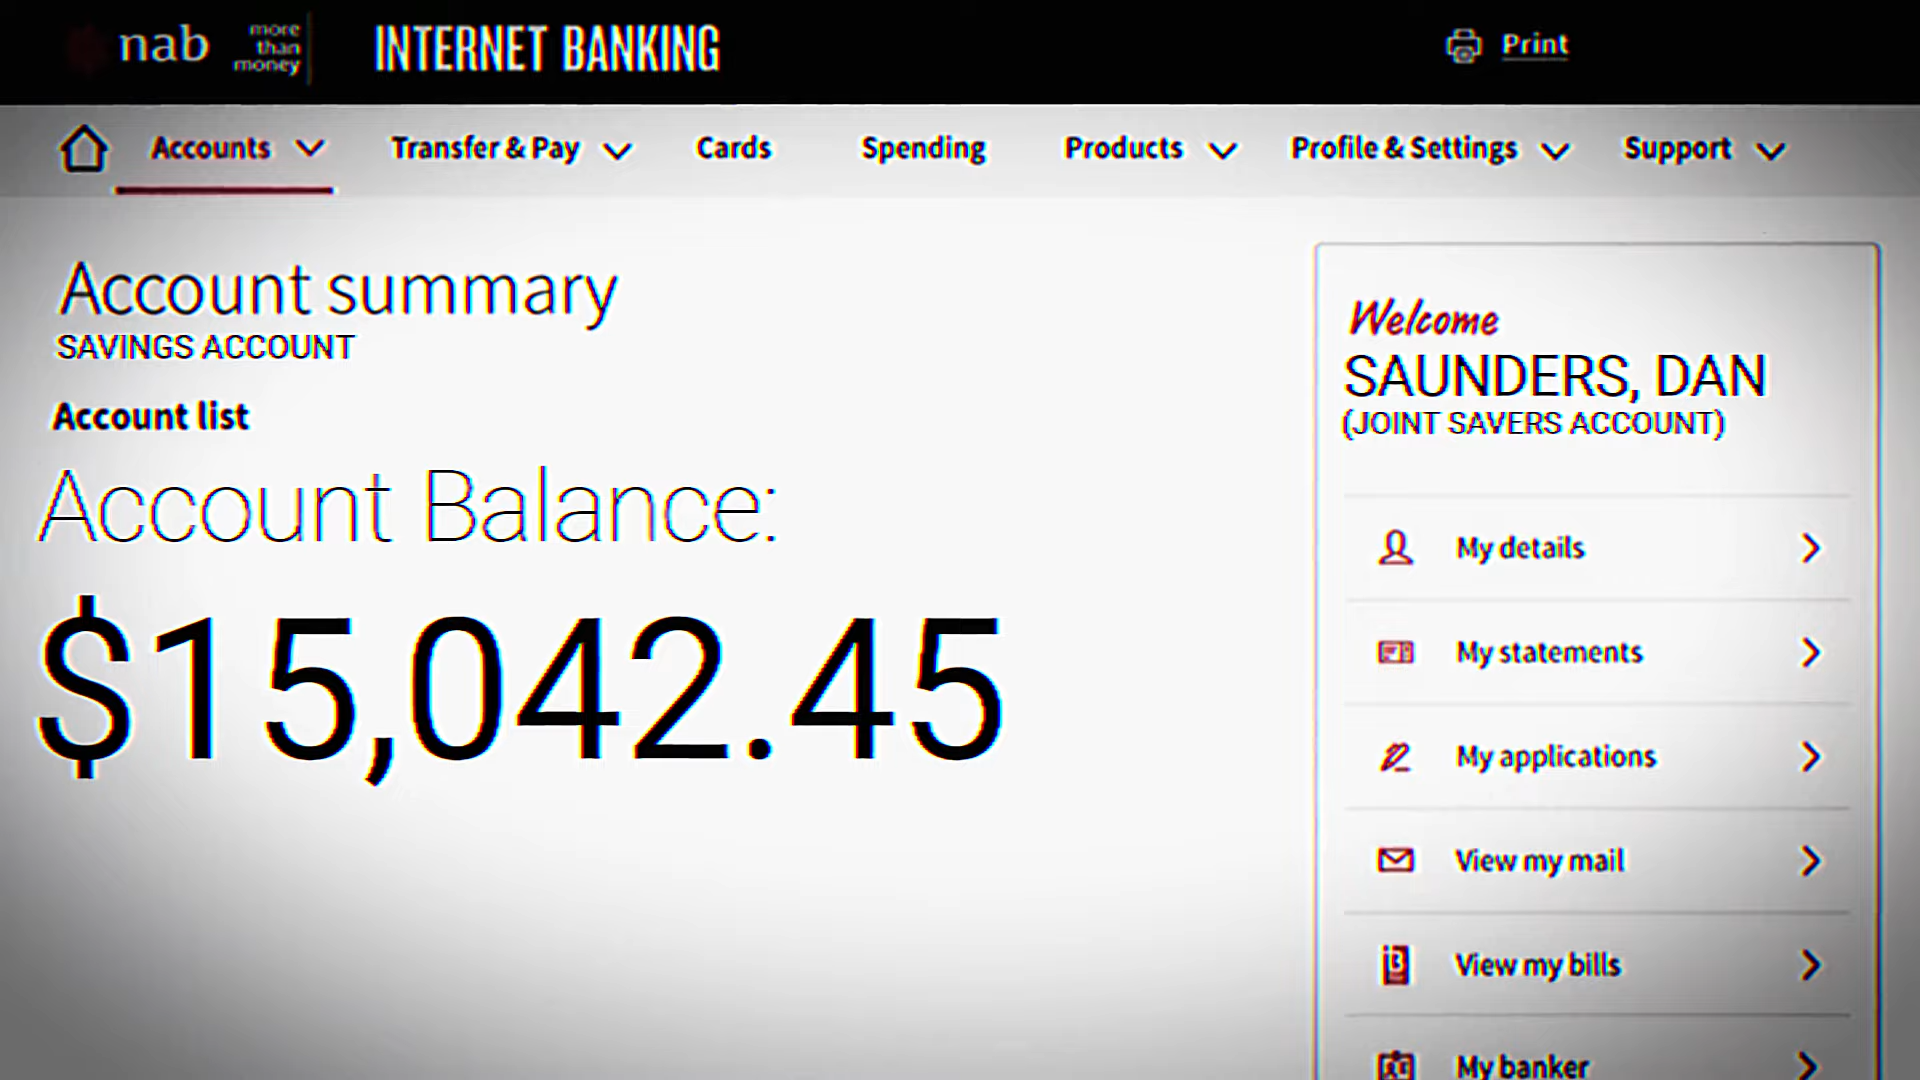 nab
more
than
money
INTERNET BANKING
Print
Accounts
Transfer & Pay
Cards
Spending
Products
Profile & Settings
Support
Account summary
SAVINGS ACCOUNT
Account list
Account Balance:
$15,042.45
Welcome
SAUNDERS, DAN
(JOINT SAVERS ACCOUNT)
My details
My statements
My applications
View my mail
View my bills
My banker